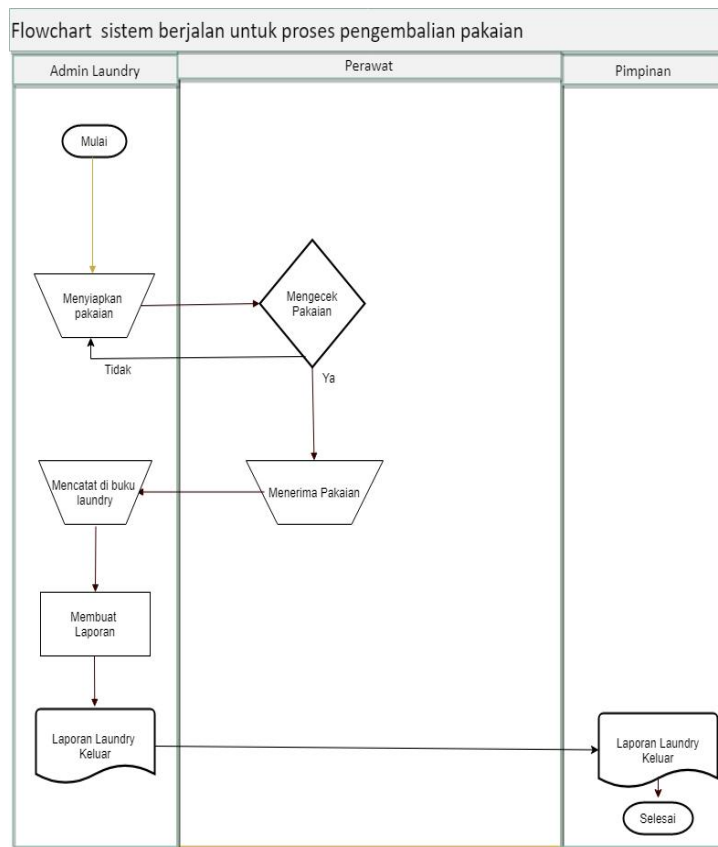 Flowchart sistem berjalan untuk proses pengembalian pakaian
Admin Laundry
Perawat
Pimpinan
Mulai
Menyiapkan
pakaian
Mengecek
Pakaian
Tidak
Ya
Mencatat di buku
laundry
Menerima Pakaian
Membuat
Laporan
Laporan Laundry
Keluar
Laporan Laundry
Keluar
Selesai